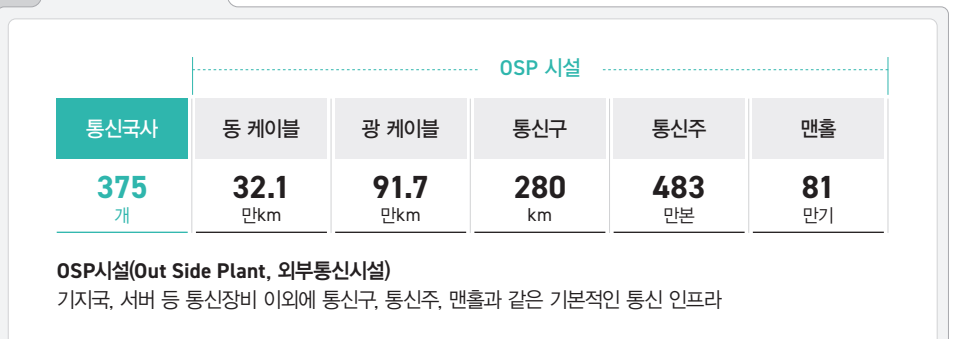 OSP 시설
통신국사 동 케이블 광 케이블 통신구 통신주 맨홀
375 32.1 91.7 280 483 81
개 만km 만km km 만본 만기
OSP시설(Out Side Plant, 외부통신시설)
기지국, 서버 등 통신장비 이외에 통신구, 통신주, 맨홀과 같은 기본적인 통신 인프라